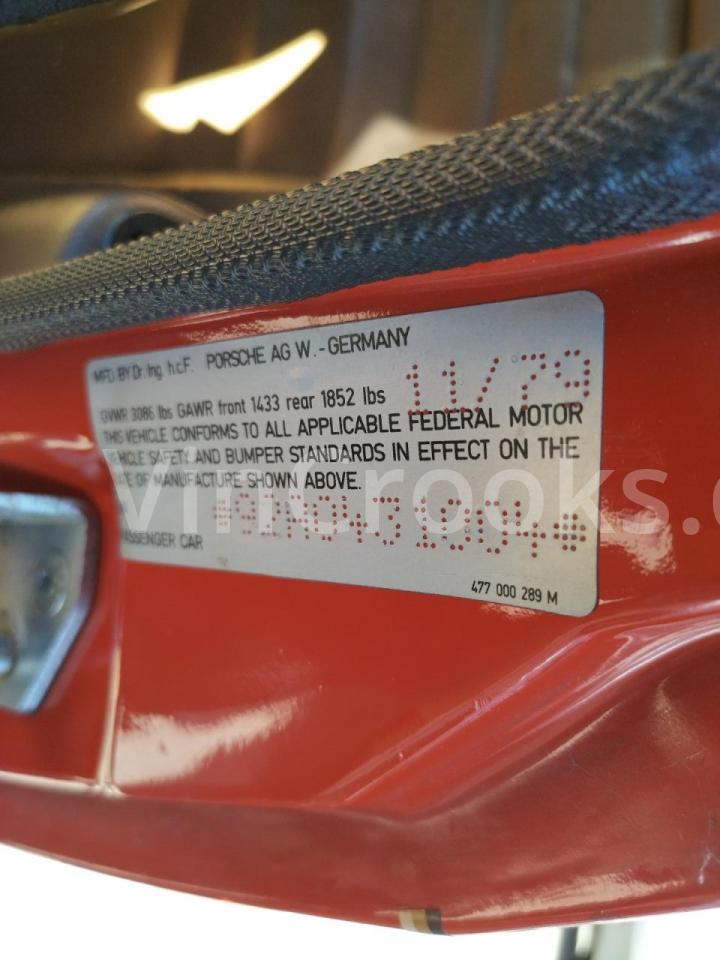 MFD BY Dr. Ing. h.c.F. PORSCHE AG W.-GERMANY
GVWR 3086 lbs GAWR front 1433 rear 1852 lbs 11/79
THIS VEHICLE CONFORMS TO ALL APPLICABLE FEDERAL MOTOR
VEHICLE SAFETY AND BUMPER STANDARDS IN EFFECT ON THE
DATE OF MANUFACTURE SHOWN ABOVE.
PASSENGER CAR
477 000 289 M
VinCrooks.c